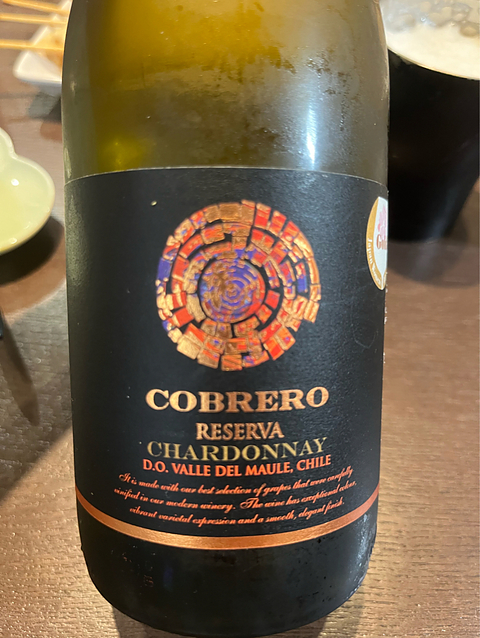 COBRERO
RESERVA
CHARDONNAY
D.O. VALLE DEL MAULE, CHILE
It is made with our best selection of grapes that were carefully
vinified in our modern winery. The wine has exceptional color,
vibrant varietal expression and a smooth, elegant finish.